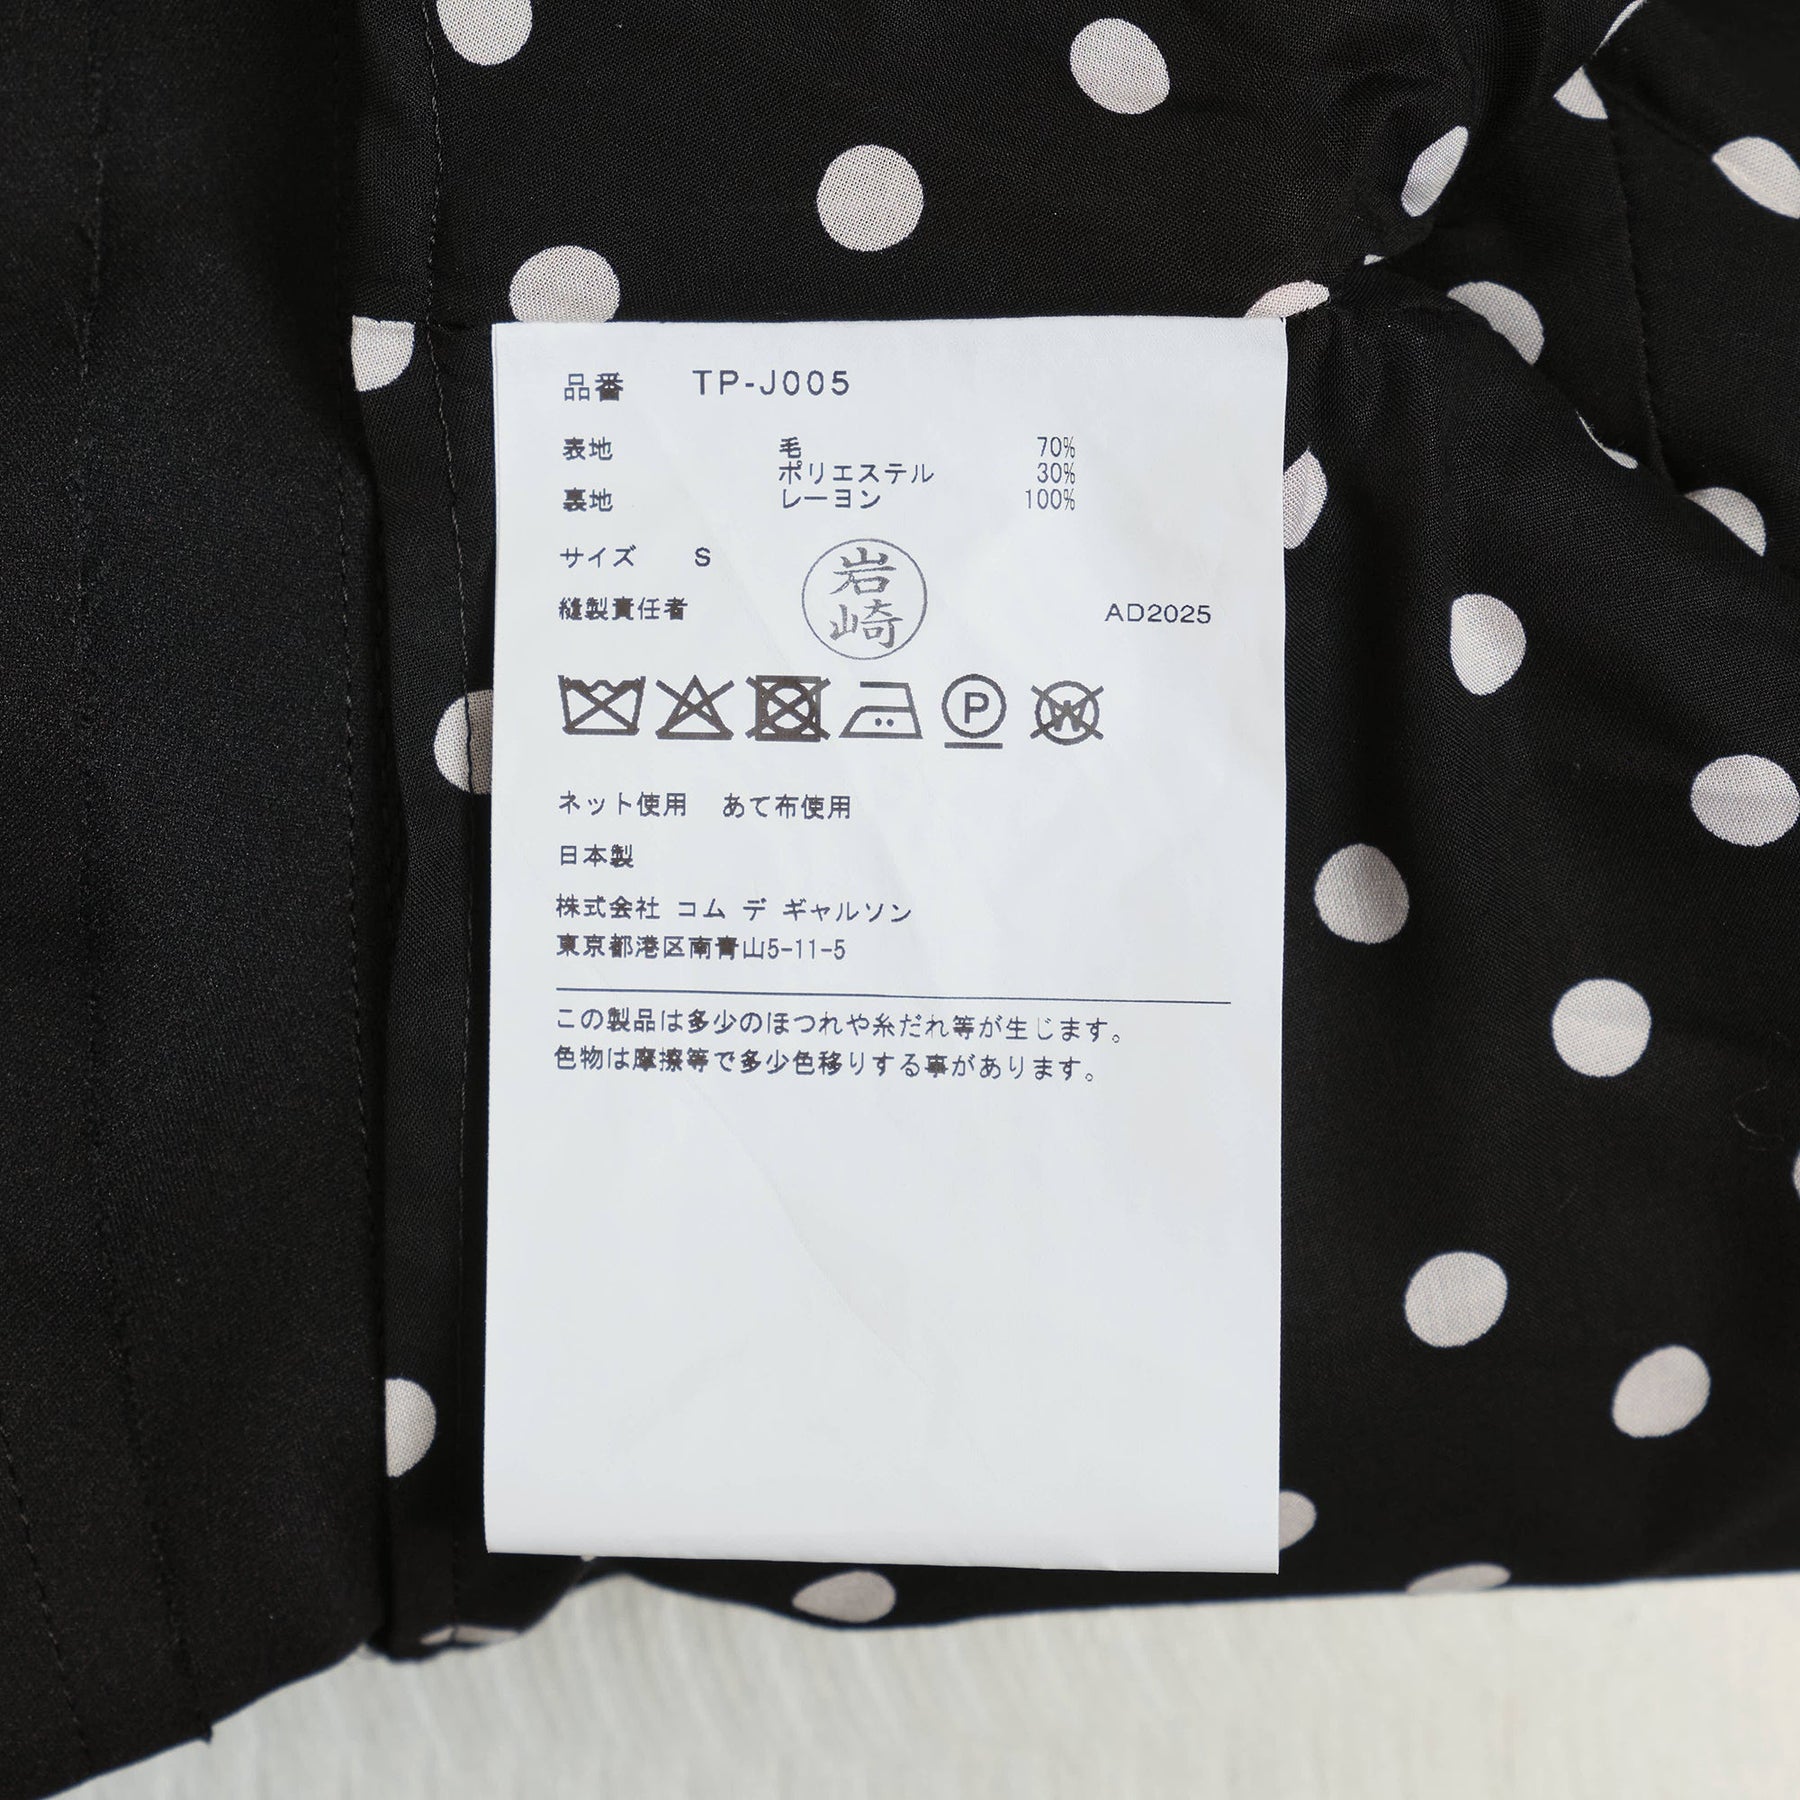 品番 TP-J005
表地 毛 70%
ポリエステル 30%
裏地 レーヨン 100%
サイズ S
岩
崎
縫製責任者 AD2025
P W
ネット使用 あて布使用
日本製
株式会社 コム デ ギャルソン
東京都港区南青山5-11-5
この製品は多少のほつれや糸だれ等が生じます。
色物は摩擦等で多少色移りする事があります。